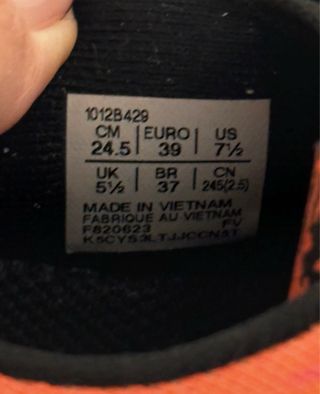 1012B429
CM | EURO | US
24.5 | 39 | 7½
UK | BR | CN
5½ | 37 | 245(2.5)
MADE IN VIETNAM
FABRIQUE AU VIETNAM
F820623 FV